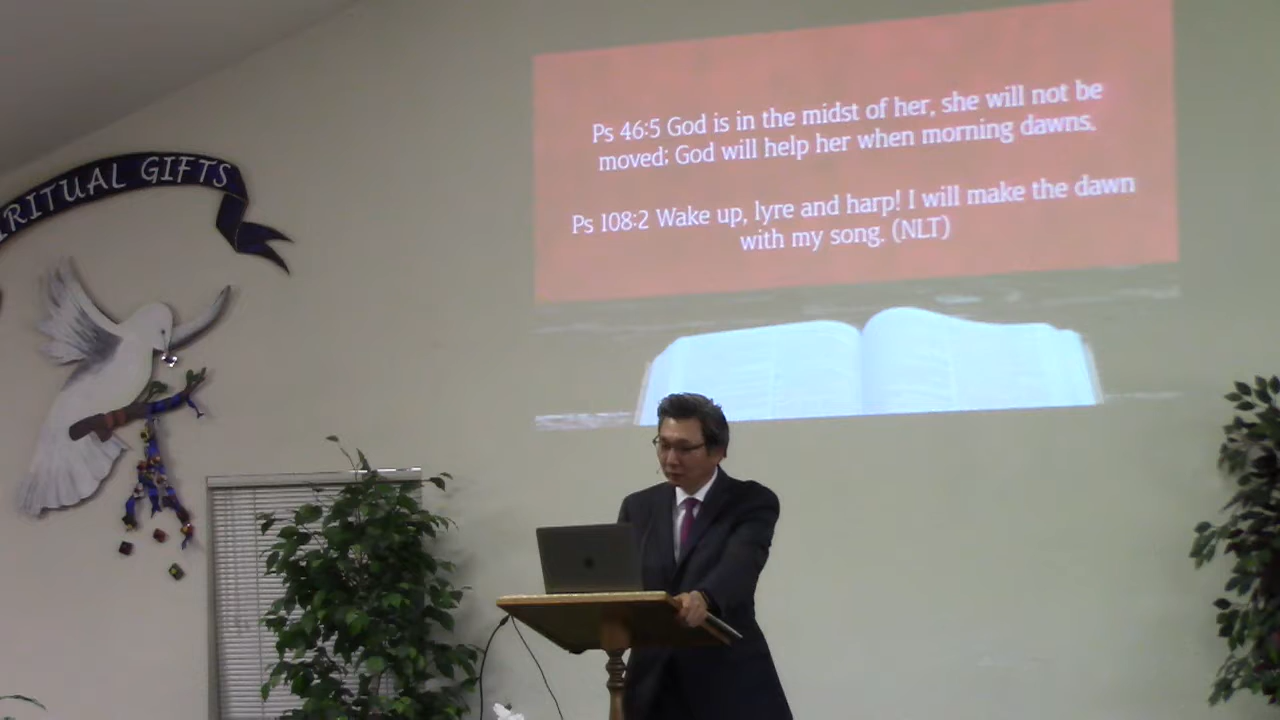 RITUAL GIFTS
Ps 46:5 God is in the midst of her, she will not be
moved; God will help her when morning dawns.
Ps 108:2 Wake up, lyre and harp! I will make the dawn
with my song. (NLT)